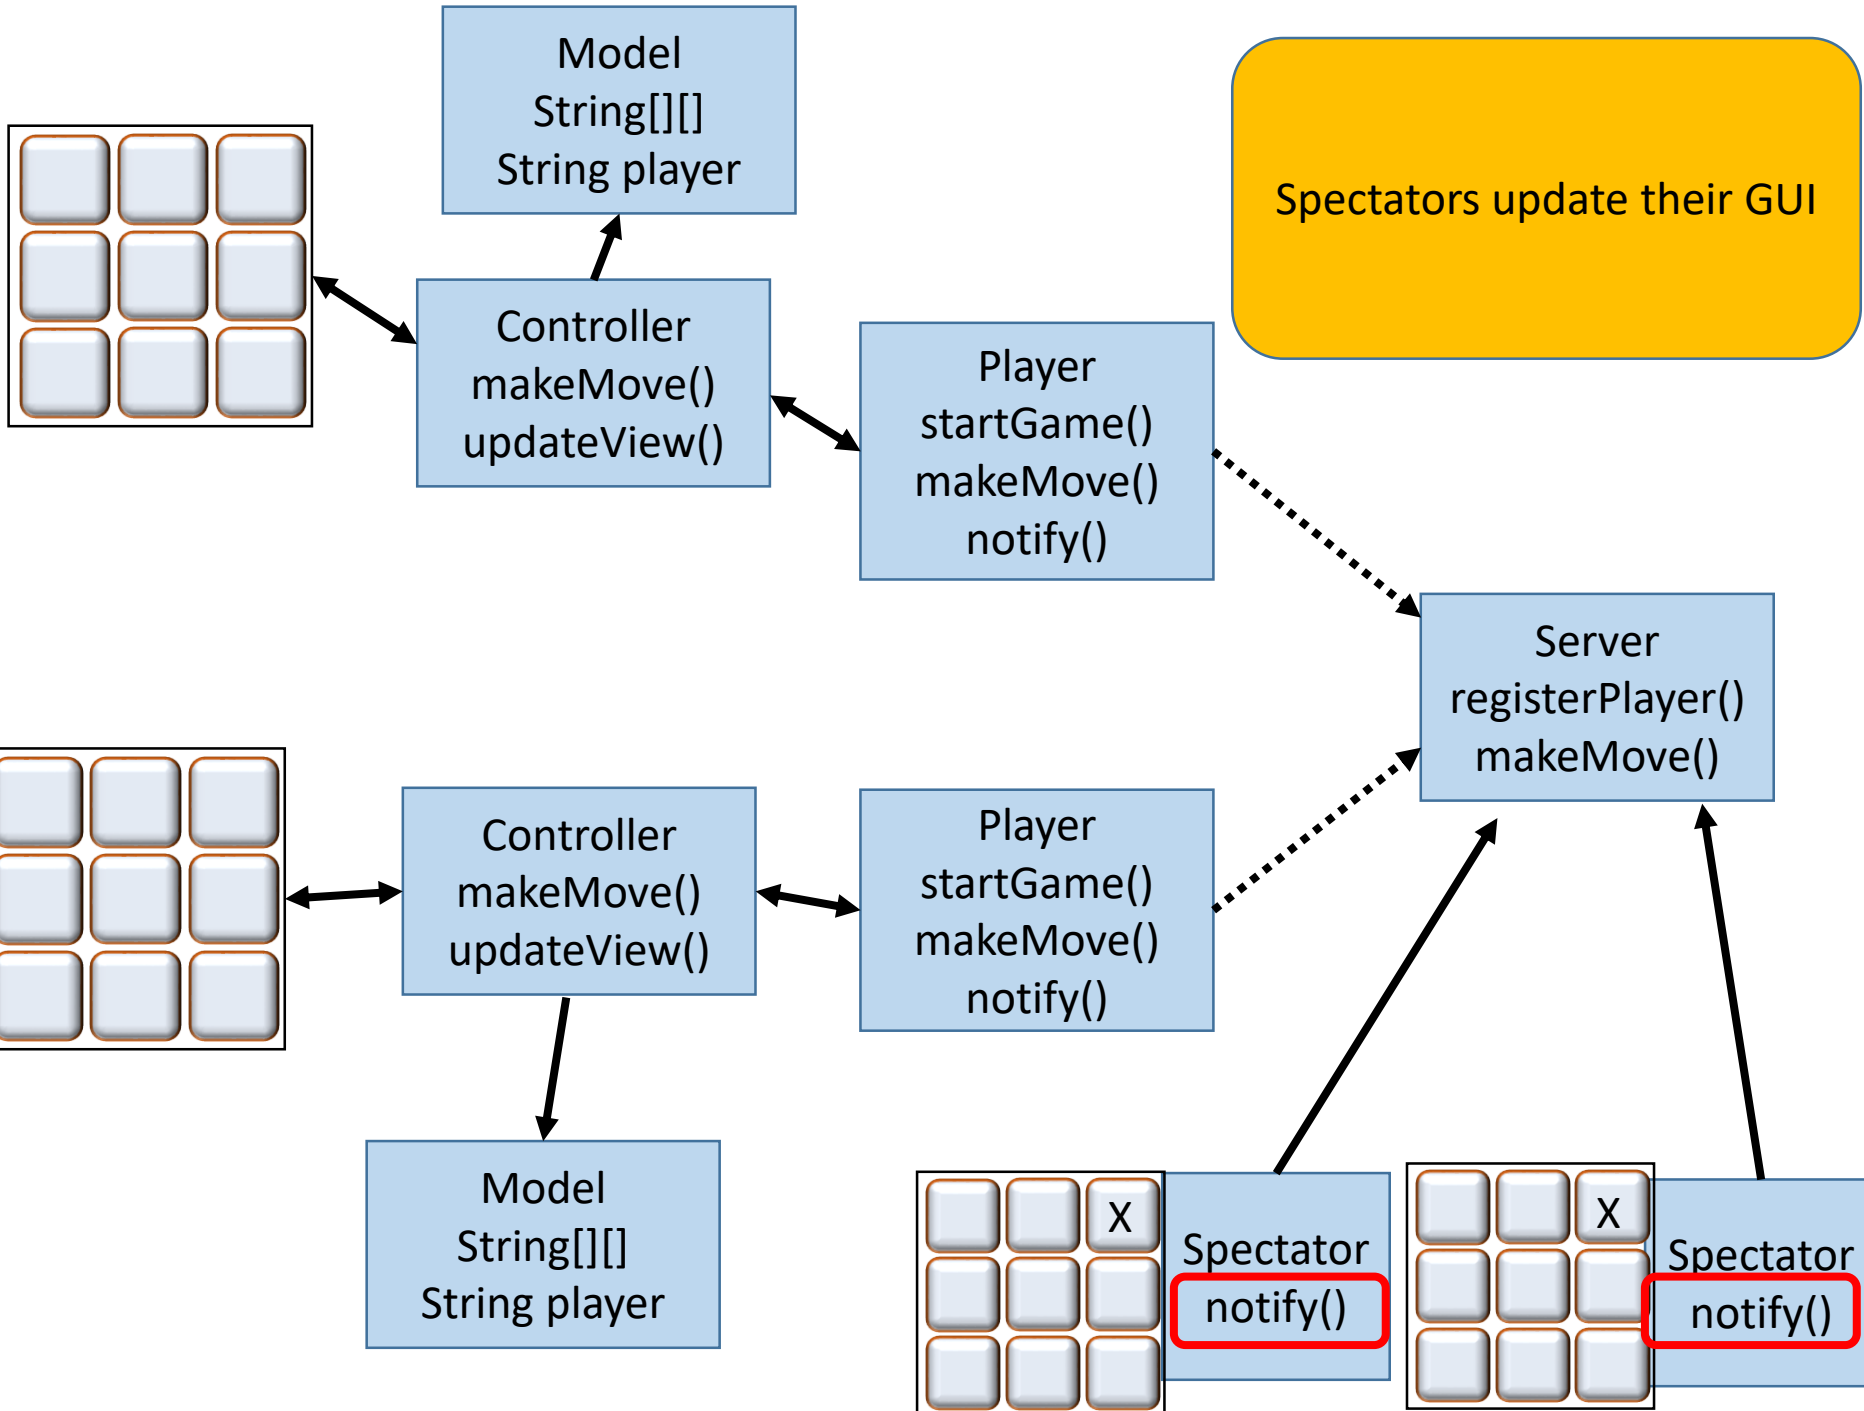 Model
String[][]
String player
Spectators update their GUI
Controller
makeMove()
updateView()
Player
startGame()
makeMove()
notify()
Server
registerPlayer()
makeMove()
Controller
makeMove()
updateView()
Player
startGame()
makeMove()
notify()
Model
String[][]
String player
X
Spectator
notify()
X
Spectator
notify()